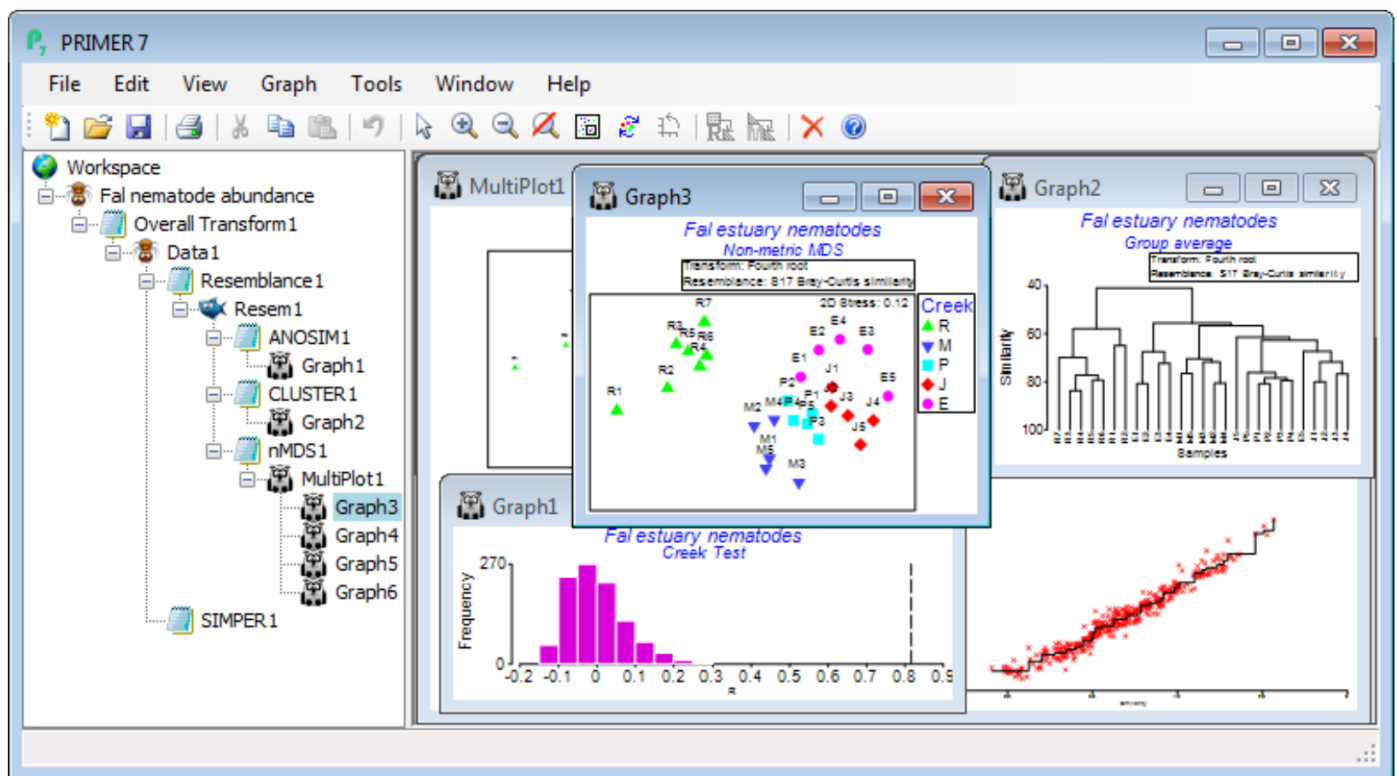 PRIMER 7
File Edit View Graph Tools Window Help
Workspace
Fal nematode abundance
Overall Transform1
Data1
Resemblance1
Resem1
ANOSIM1
Graph1
CLUSTER1
Graph2
nMDS1
MultiPlot1
Graph3
Graph4
Graph5
Graph6
SIMPER1
MultiPlot1
Graph3
Fal estuary nematodes
Non-metric MDS
Transform: Fourth root
Resemblance: S17 Bray-Curtis similarity
2D Stress: 0.12
R7
R3 R5 R6
R4
R2
R1
E4
E2 E3
E1
E5
J1
P2 J2 J3 J4
M4 P4 P1 P5
M2
P3 J5
M1
M5
M3
Creek
R
M
P
J
E
Graph2
Fal estuary nematodes
Group average
Transform: Fourth root
Resemblance: S17 Bray-Curtis similarity
Similarity
40
60
80
100
Samples
Graph1
Fal estuary nematodes
Creek Test
Frequency
270
0
-0.2 -0.1 0 0.1 0.2 0.3 0.4 0.5 0.6 0.7 0.8 0.9
R